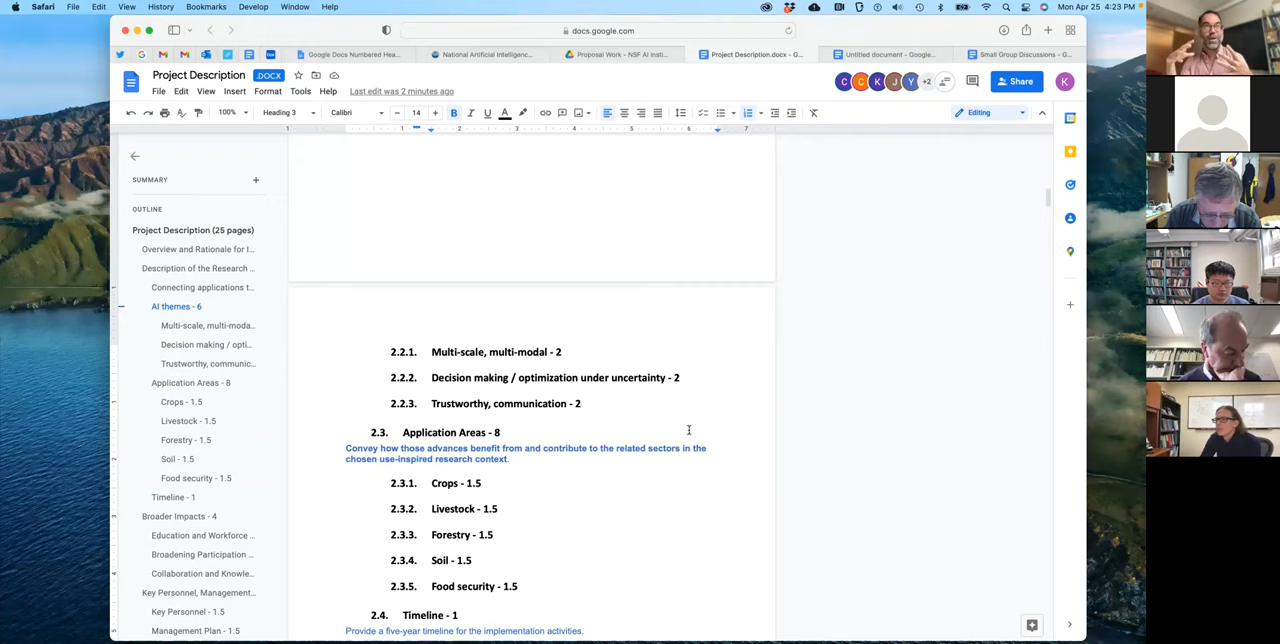 Safari File Edit View History Bookmarks Develop Window Help
Mon Apr 25 4:23 PM
docs.google.com
Google Docs Numbered Hea...
National Artificial Intelligenc...
Proposal Work - NSF AI Instit...
Project Description.docx - G...
Untitled document - Google...
Small Group Discussions - G...
Project Description .DOCX
File Edit View Insert Format Tools Help Last edit was 2 minutes ago
C C K J Y +2 Share K
100% Heading 3 Calibri 14 B I U A Editing
1 1 2 3 4 5 6 7
SUMMARY
OUTLINE
Project Description (25 pages)
Overview and Rationale for I...
Description of the Research ...
Connecting applications t...
AI themes - 6
Multi-scale, multi-moda...
Decision making / opti...
Trustworthy, communic...
Application Areas - 8
Crops - 1.5
Livestock - 1.5
Forestry - 1.5
Soil - 1.5
Food security - 1.5
Timeline - 1
Broader Impacts - 4
Education and Workforce ...
Broadening Participation ...
Collaboration and Knowle...
Key Personnel, Management...
Key Personnel - 1.5
Management Plan - 1.5
2.2.1. Multi-scale, multi-modal - 2
2.2.2. Decision making / optimization under uncertainty - 2
2.2.3. Trustworthy, communication - 2
2.3. Application Areas - 8
Convey how those advances benefit from and contribute to the related sectors in the
chosen use-inspired research context.
2.3.1. Crops - 1.5
2.3.2. Livestock - 1.5
2.3.3. Forestry - 1.5
2.3.4. Soil - 1.5
2.3.5. Food security - 1.5
2.4. Timeline - 1
Provide a five-year timeline for the implementation activities.